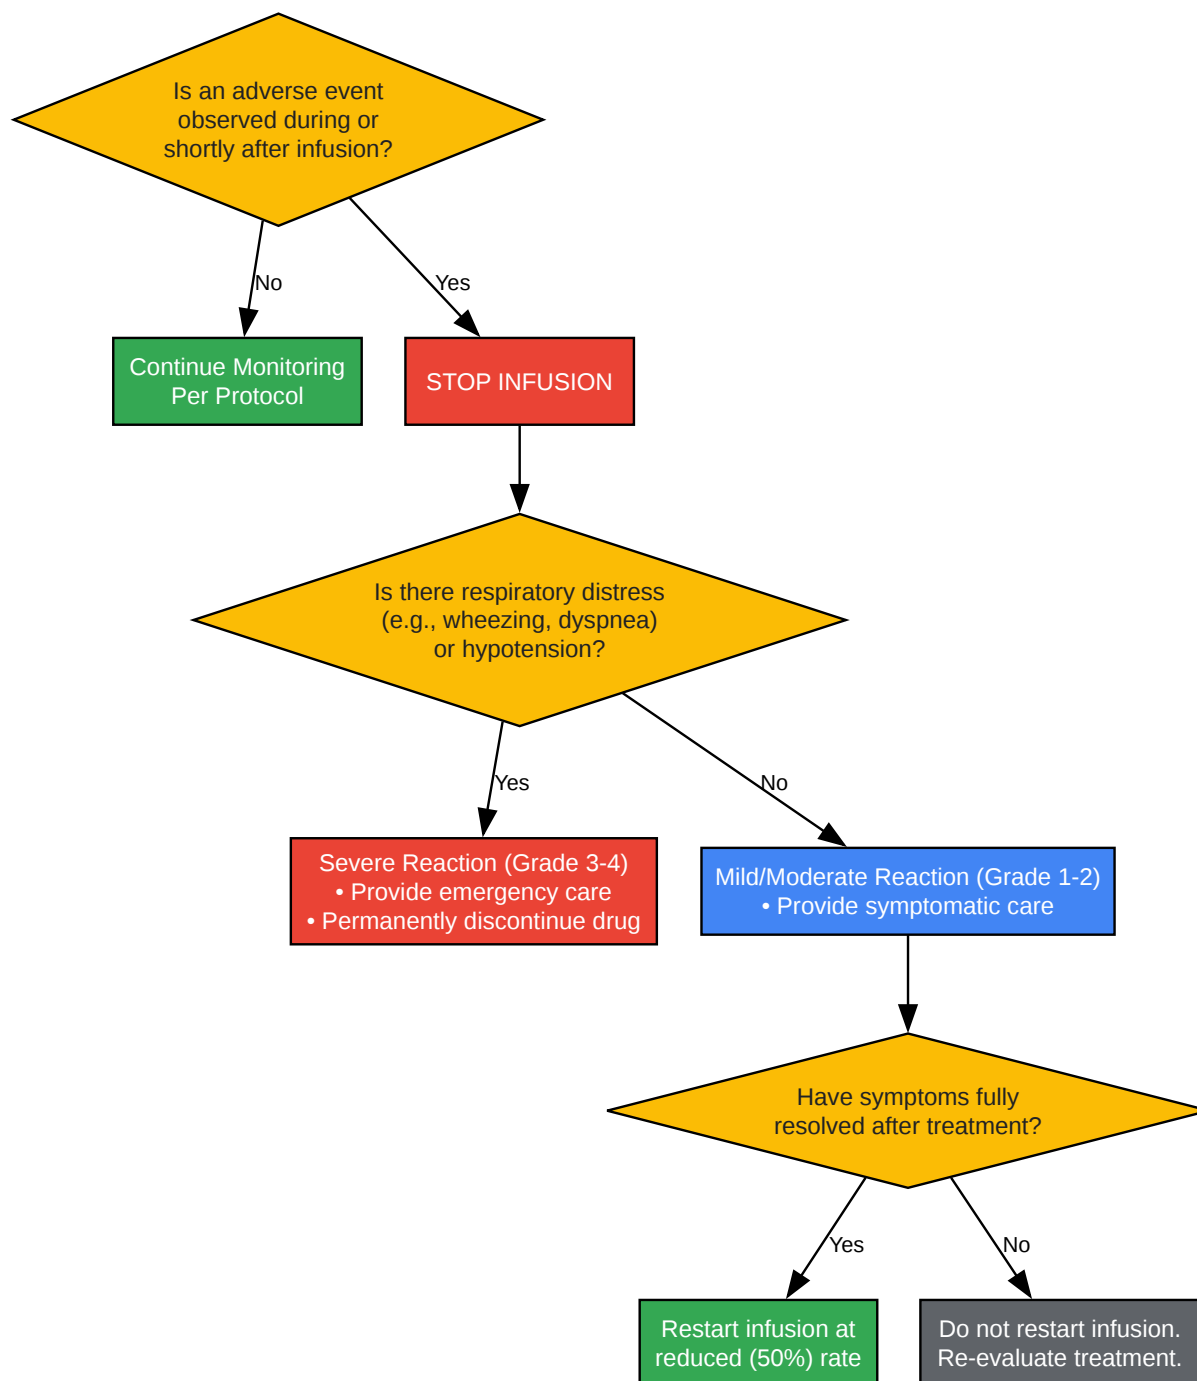 Is an adverse event
observed during or
shortly after infusion?
No
Yes
Continue Monitoring
Per Protocol
STOP INFUSION
Is there respiratory distress
(e.g., wheezing, dyspnea)
or hypotension?
Yes
No
Severe Reaction (Grade 3-4)
• Provide emergency care
• Permanently discontinue drug
Mild/Moderate Reaction (Grade 1-2)
• Provide symptomatic care
Have symptoms fully
resolved after treatment?
Yes
No
Restart infusion at
reduced (50%) rate
Do not restart infusion.
Re-evaluate treatment.